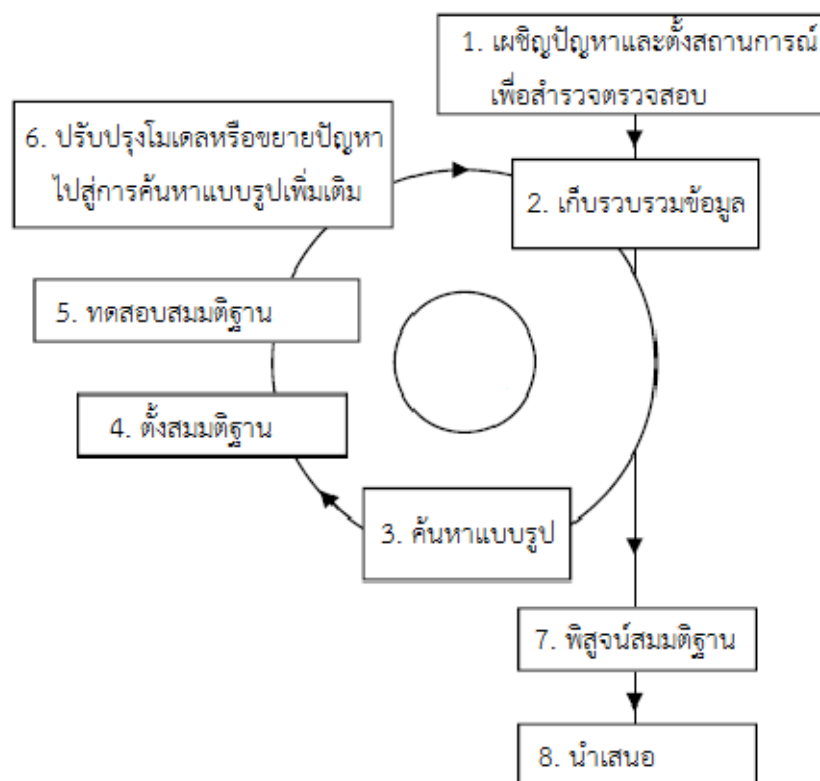 1. เผชิญปัญหาและตั้งสถานการณ์
เพื่อสำรวจตรวจสอบ
6. ปรับปรุงโมเดลหรือขยายปัญหา
ไปสู่การค้นหาแบบรูปเพิ่มเติม
2. เก็บรวบรวมข้อมูล
5. ทดสอบสมมติฐาน
4. ตั้งสมมติฐาน
3. ค้นหาแบบรูป
7. พิสูจน์สมมติฐาน
8. นำเสนอ